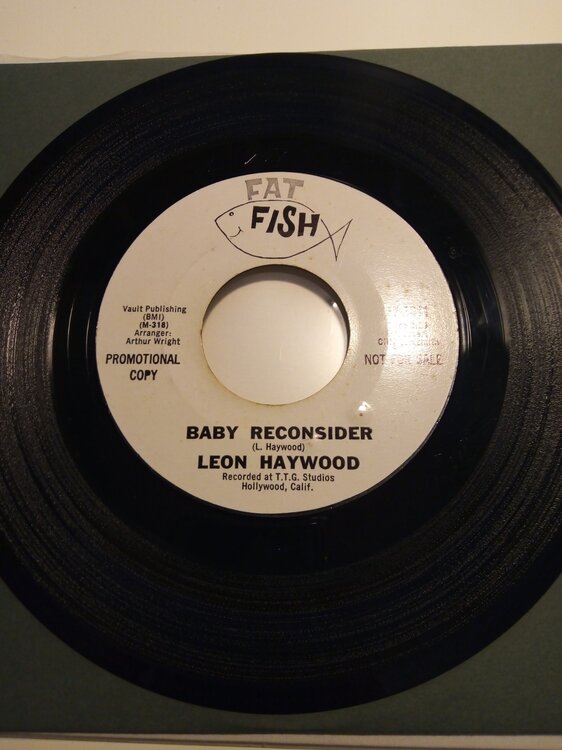 FAT
FISH
Vault Publishing
(BMI)
(M-318)
Arranger:
Arthur Wright
PROMOTIONAL
COPY
NOT FOR SALE
BABY RECONSIDER
(L. Haywood)
LEON HAYWOOD
Recorded at T.T.G. Studios
Hollywood, Calif.